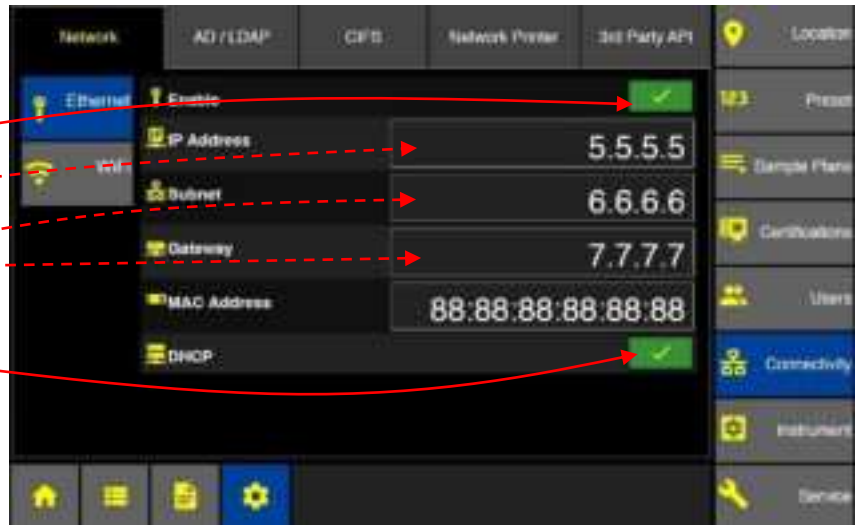 Network AD / LDAP CIFS Network Printer 3rd Party API
Location
Ethernet
WiFi
Enable
IP Address 5.5.5.5
Subnet 6.6.6.6
Gateway 7.7.7.7
MAC Address 88:88:88:88:88:88
DHCP
123 Preset
Sample Plans
Certifications
Users
Connectivity
Instrument
Service